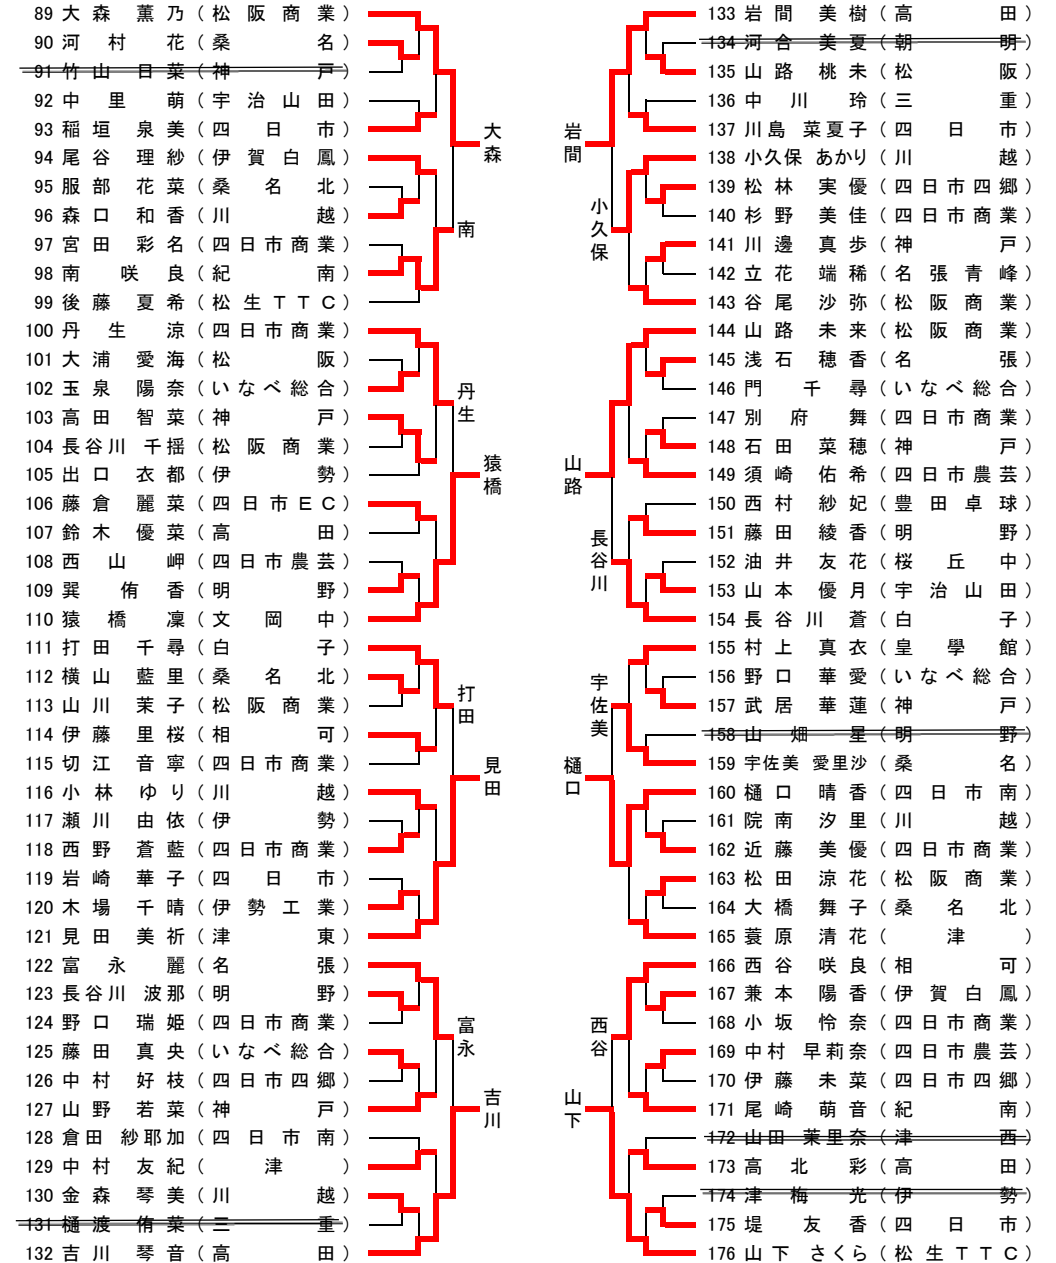 89 大森 薫乃 (松阪商業)
90 河村 花 (桑名)
91 竹山 日菜 (神戸)
92 中里 萌 (宇治山田)
93 稲垣 泉美 (四日市)
94 尾谷 理紗 (伊賀白鳳)
95 服部 花菜 (桑名北)
96 森口 和香 (川越)
97 宮田 彩名 (四日市商業)
98 南 咲良 (紀南)
99 後藤 夏希 (松生TTC)
100 丹生 涼 (四日市商業)
101 大浦 愛海 (松阪)
102 玉泉 陽奈 (いなべ総合)
103 高田 智菜 (神戸)
104 長谷川 千揺 (松阪商業)
105 出口 衣都 (伊勢)
106 藤倉 麗菜 (四日市EC)
107 鈴木 優菜 (高田)
108 西山 岬 (四日市農芸)
109 巽 侑香 (明野)
110 猿橋 凜 (文岡中)
111 打田 千尋 (白子)
112 横山 藍里 (桑名北)
113 山川 茉子 (松阪商業)
114 伊藤 里桜 (相可)
115 切江 音寧 (四日市商業)
116 小林 ゆり (川越)
117 瀬川 由依 (伊勢)
118 西野 蒼藍 (四日市商業)
119 岩崎 華子 (四日市)
120 木場 千晴 (伊勢工業)
121 見田 美祈 (津東)
122 富永 麗 (名張)
123 長谷川 波那 (明野)
124 野口 瑞姫 (四日市商業)
125 藤田 真央 (いなべ総合)
126 中村 好枝 (四日市四郷)
127 山野 若菜 (神戸)
128 倉田 紗耶加 (四日市南)
129 中村 友紀 (津)
130 金森 琴美 (川越)
131 樋渡 侑菜 (三重)
132 吉川 琴音 (高田)
大森
南
丹生
猿橋
打田
見田
富永
吉川
岩間
小久保
山路
長谷川
宇佐美
樋口
西谷
山下
133 岩間 美樹 (高田)
134 河合 美夏 (朝明)
135 山路 桃未 (松阪)
136 中川 玲 (三重)
137 川島 菜夏子 (四日市)
138 小久保 あかり (川越)
139 松林 実優 (四日市四郷)
140 杉野 美佳 (四日市商業)
141 川邊 真歩 (神戸)
142 立花 端稀 (名張青峰)
143 谷尾 沙弥 (松阪商業)
144 山路 未来 (松阪商業)
145 浅石 穂香 (名張)
146 門 千尋 (いなべ総合)
147 別府 舞 (四日市商業)
148 石田 菜穂 (神戸)
149 須崎 佑希 (四日市農芸)
150 西村 紗妃 (豊田卓球)
151 藤田 綾香 (明野)
152 油井 友花 (桜丘中)
153 山本 優月 (宇治山田)
154 長谷川 蒼 (白子)
155 村上 真衣 (皇學館)
156 野口 華愛 (いなべ総合)
157 武居 華蓮 (神戸)
158 山畑 星 (明野)
159 宇佐美 愛里沙 (桑名)
160 樋口 晴香 (四日市南)
161 院南 汐里 (川越)
162 近藤 美優 (四日市商業)
163 松田 涼花 (松阪商業)
164 大橋 舞子 (桑名北)
165 蓑原 清花 (津)
166 西谷 咲良 (相可)
167 兼本 陽香 (伊賀白鳳)
168 小坂 怜奈 (四日市商業)
169 中村 早莉奈 (四日市農芸)
170 伊藤 未菜 (四日市四郷)
171 尾崎 萌音 (紀南)
172 山田 茉里奈 (津西)
173 高北 彩 (高田)
174 津梅 光 (伊勢)
175 堤 友香 (四日市)
176 山下 さくら (松生TTC)